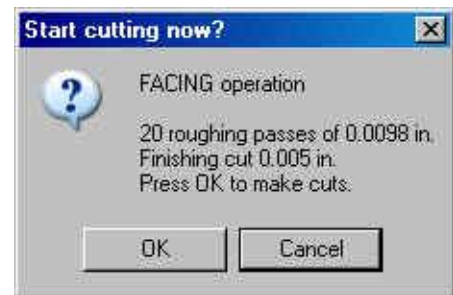 Start cutting now?
FACING operation
20 roughing passes of 0.0098 in.
Finishing cut 0.005 in.
Press OK to make cuts.
OK Cancel